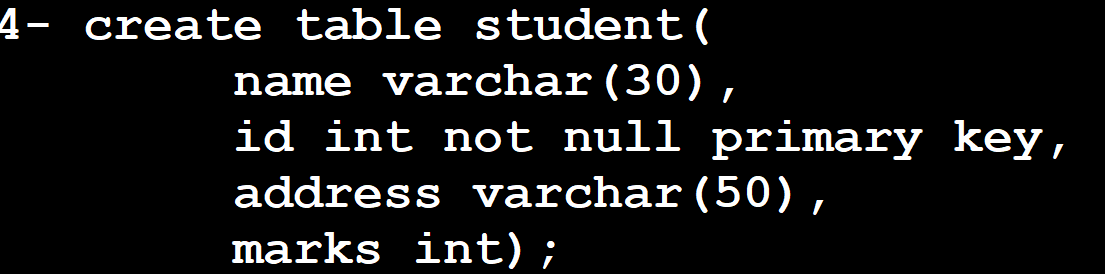 4- create table student(
name varchar(30),
id int not null primary key,
address varchar(50),
marks int);